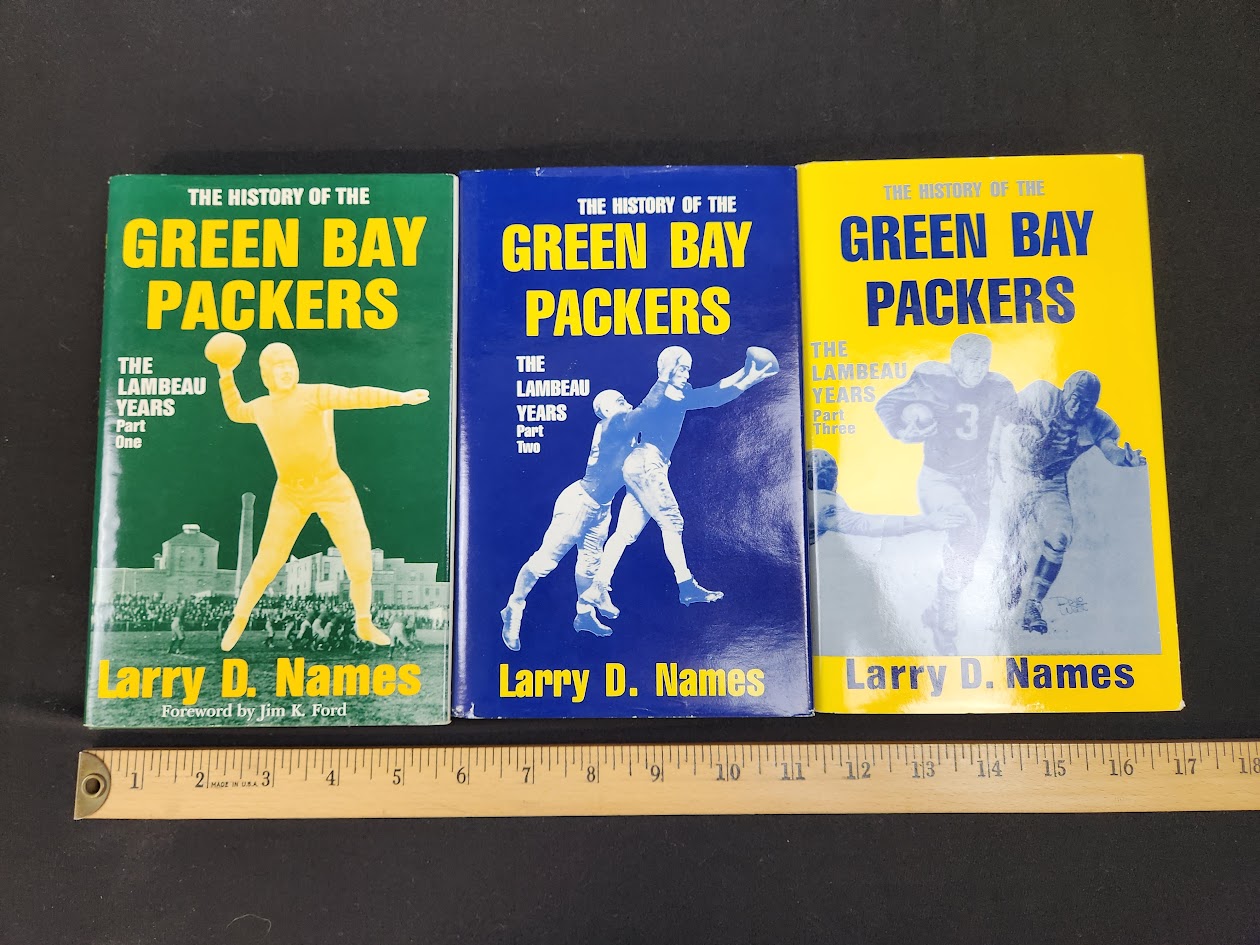 THE HISTORY OF THE
GREEN BAY
PACKERS
THE
LAMBEAU
YEARS
Part
One
Larry D. Names
Foreword by Jim K. Ford
THE HISTORY OF THE
GREEN BAY
PACKERS
THE
LAMBEAU
YEARS
Part
Two
Larry D. Names
THE HISTORY OF THE
GREEN BAY
PACKERS
THE
LAMBEAU
YEARS
Part
Three
3
Larry D. Names
1 2 MADE IN U.S.A. 3 4 5 6 7 8 9 10 11 12 13 14 15 16 17 18